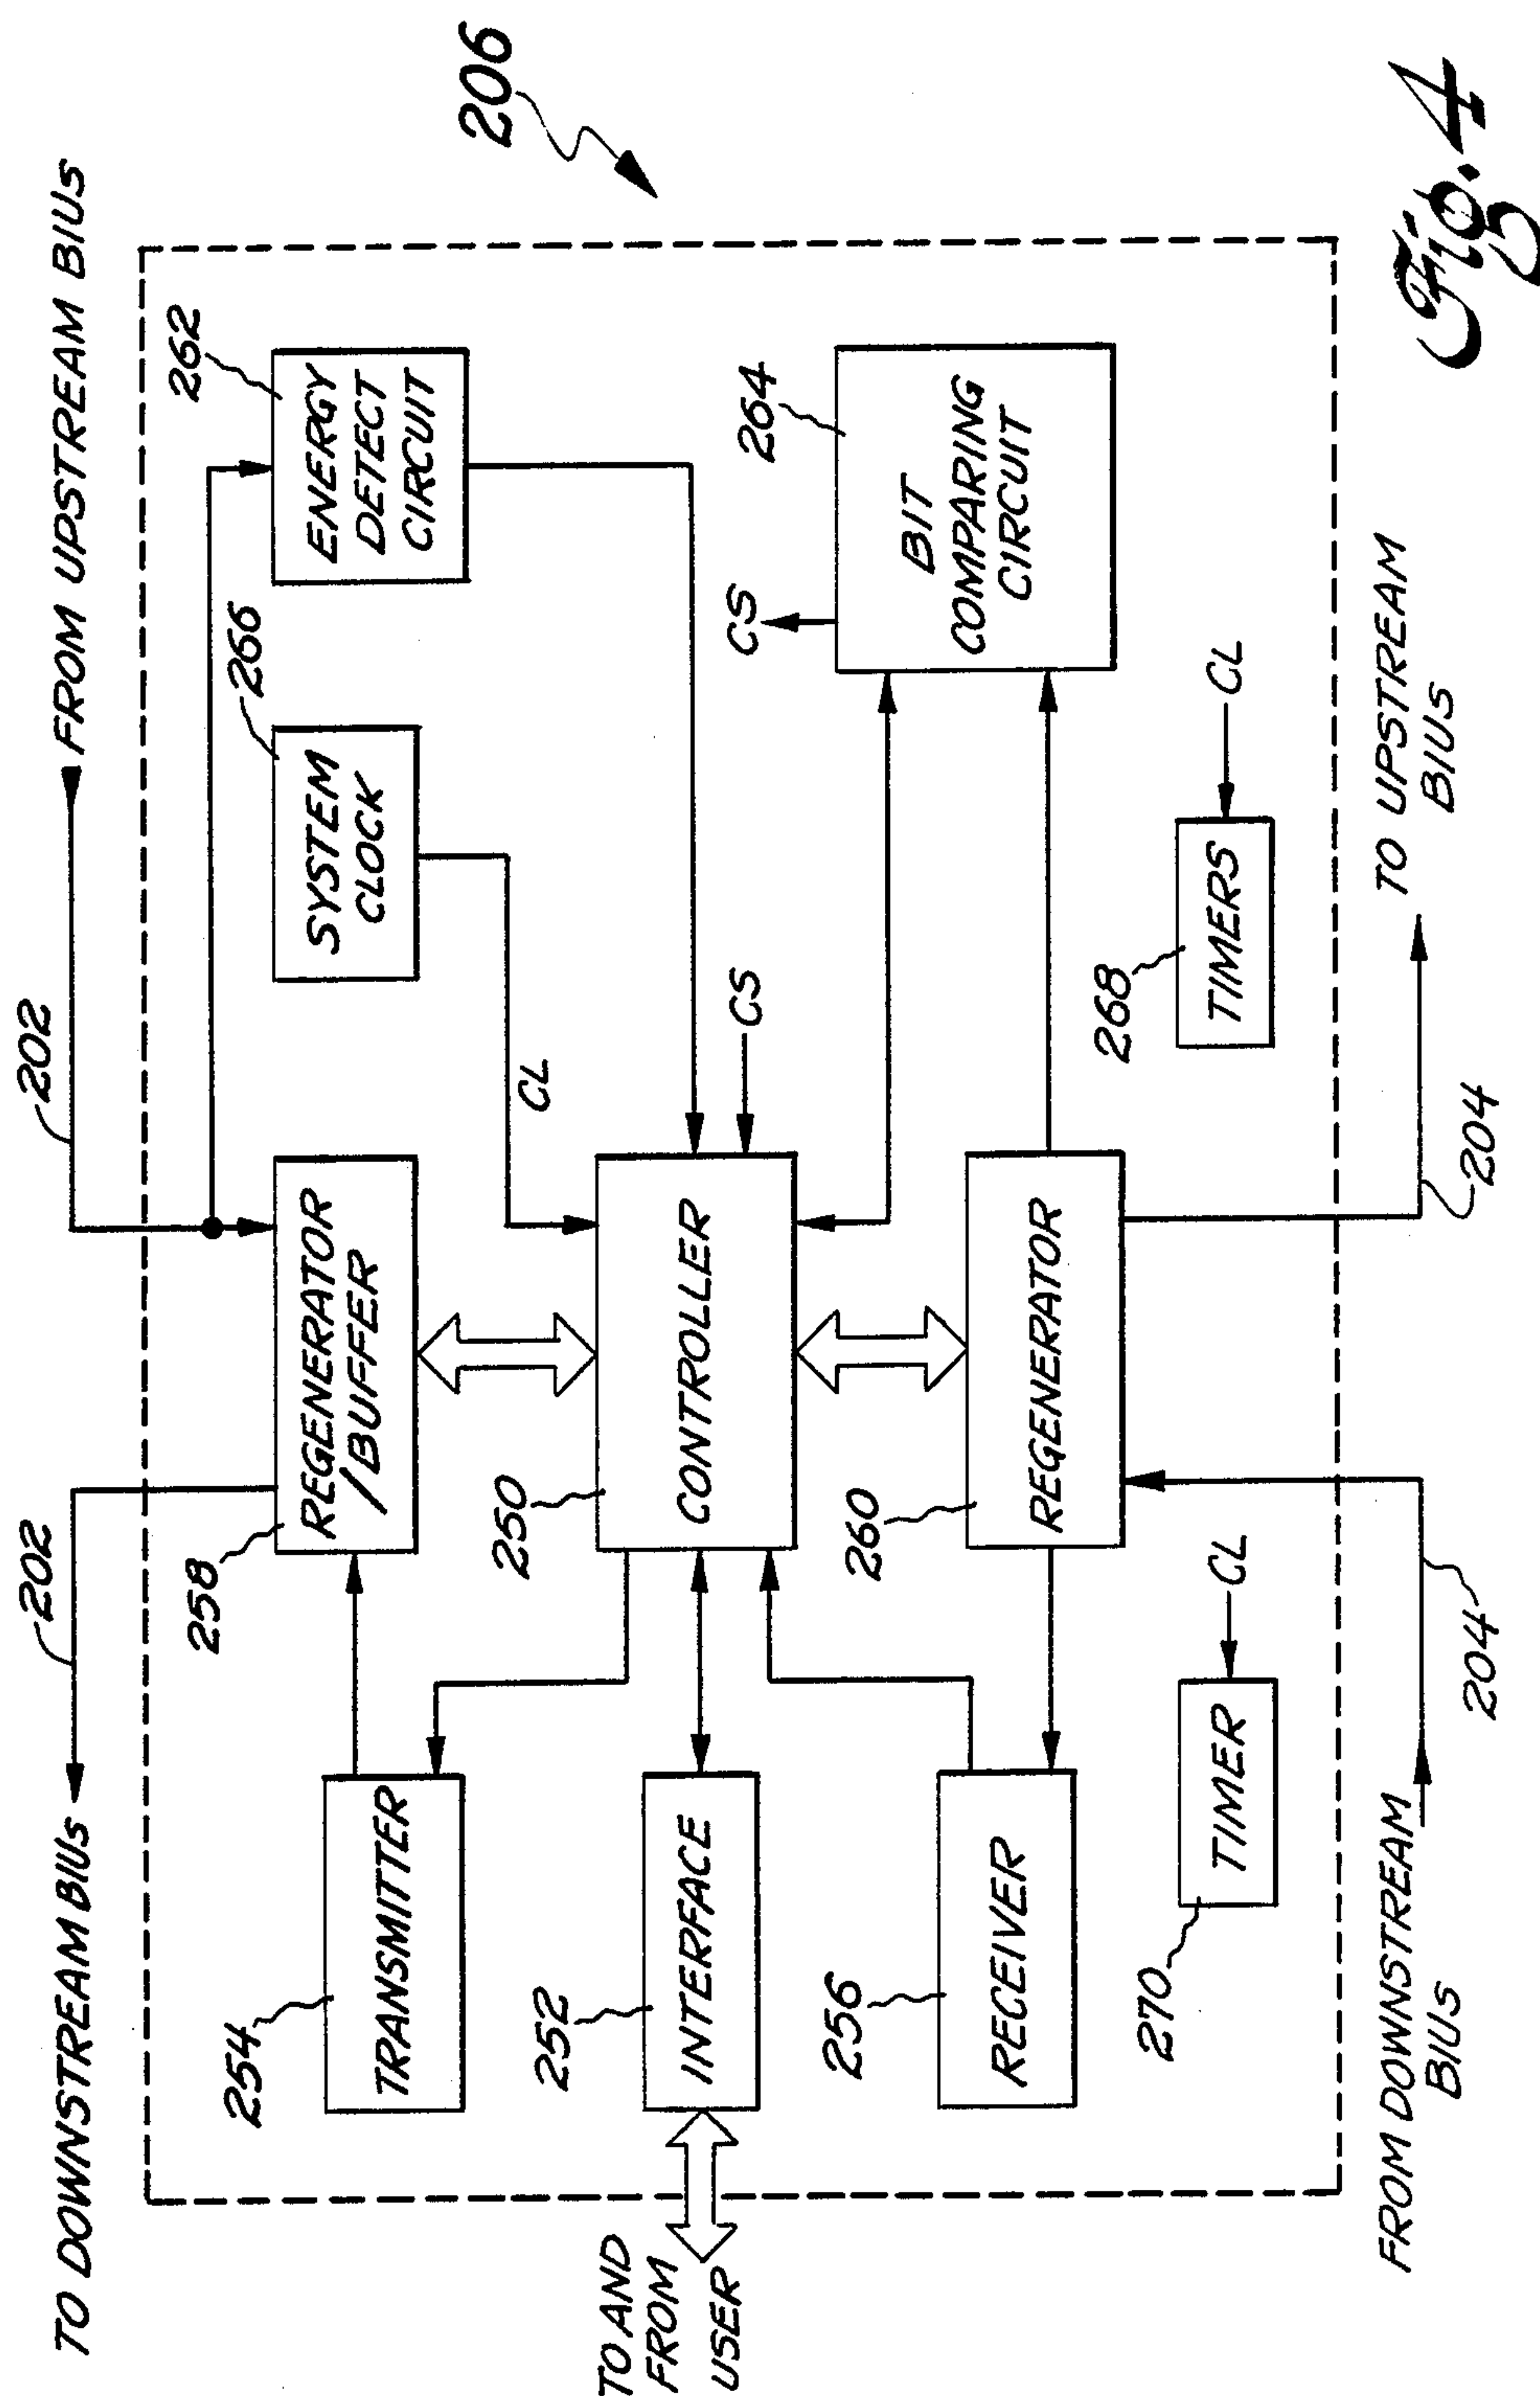 TO DOWNSTREAM BIUs
202
202
FROM UPSTREAM BIUs
206
258
266
262
254
TRANSMITTER
REGENERATOR
/BUFFER
SYSTEM
CLOCK
ENERGY
DETECT
CIRCUIT
CL
TO AND
FROM
USER
252
INTERFACE
250
CONTROLLER
CS
CS
264
BIT
COMPARING
CIRCUIT
256
RECEIVER
260
REGENERATOR
270
TIMER
CL
268
TIMERS
CL
FROM DOWNSTREAM
BIUs
204
204
TO UPSTREAM
BIUs
Fig. 4